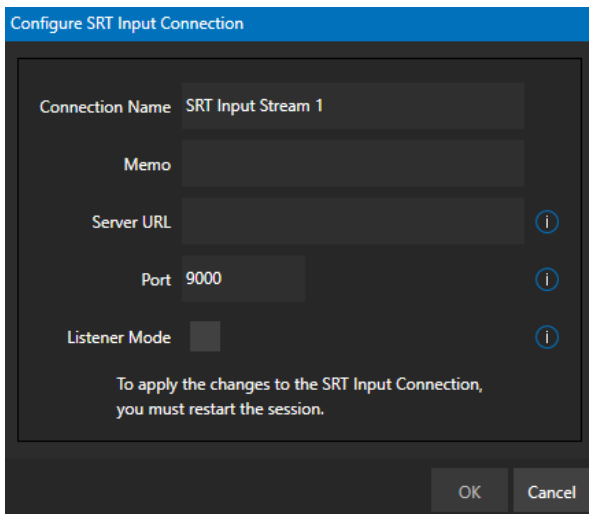 Configure SRT Input Connection
Connection Name SRT Input Stream 1
Memo
Server URL i
Port 9000 i
Listener Mode i
To apply the changes to the SRT Input Connection,
you must restart the session.
OK Cancel